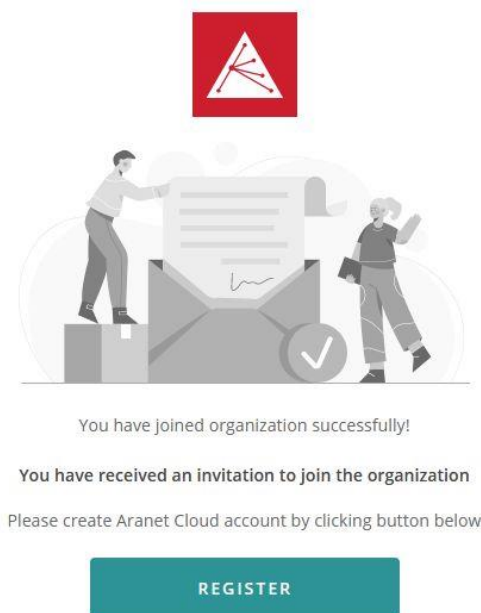 You have joined organization successfully!
You have received an invitation to join the organization
Please create Aranet Cloud account by clicking button below
REGISTER